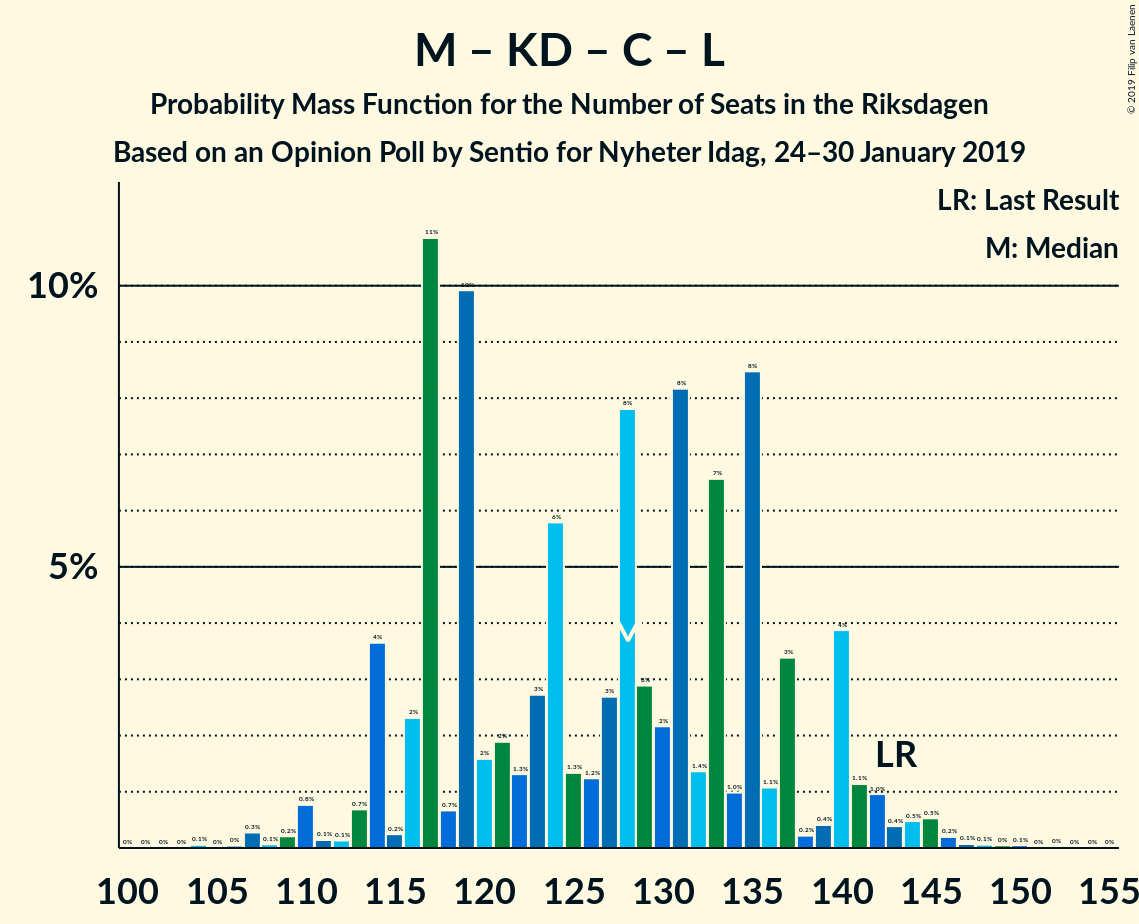 M – KD – C – L
Probability Mass Function for the Number of Seats in the Riksdagen
Based on an Opinion Poll by Sentio for Nyheter Idag, 24–30 January 2019
© 2019 Filip van Laenen
LR: Last Result
M: Median
10%
5%
0% 0% 0% 0% 0.1% 0% 0% 0.3% 0.1% 0.2% 0.8% 0.1% 0.1% 0.7% 4% 0.2% 2% 11% 0.7% 10% 2% 2% 1.3% 3% 6% 1.3% 1.2% 3% 8% 3% 2% 8% 1.4% 7% 1.0% 8% 1.1% 3% 0.2% 0.4% 4% 1.1% 1.0% 0.4% 0.5% 0.5% 0.2% 0.1% 0.1% 0% 0.1% 0% 0% 0% 0% 0%
LR
100 105 110 115 120 125 130 135 140 145 150 155